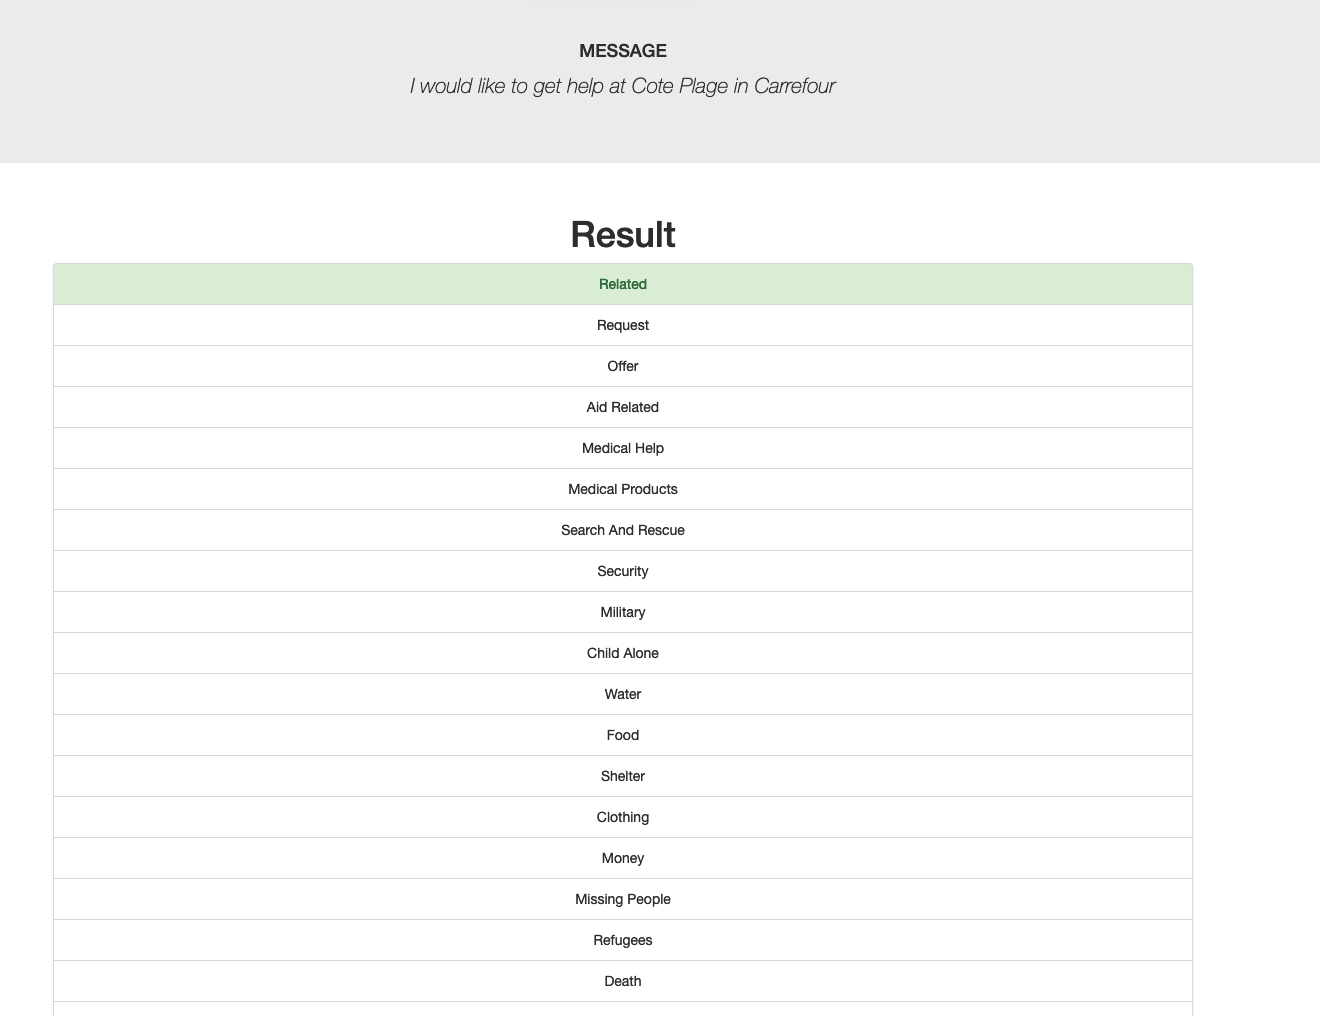 MESSAGE
I would like to get help at Cote Plage in Carrefour
Result
Related
Request
Offer
Aid Related
Medical Help
Medical Products
Search And Rescue
Security
Military
Child Alone
Water
Food
Shelter
Clothing
Money
Missing People
Refugees
Death